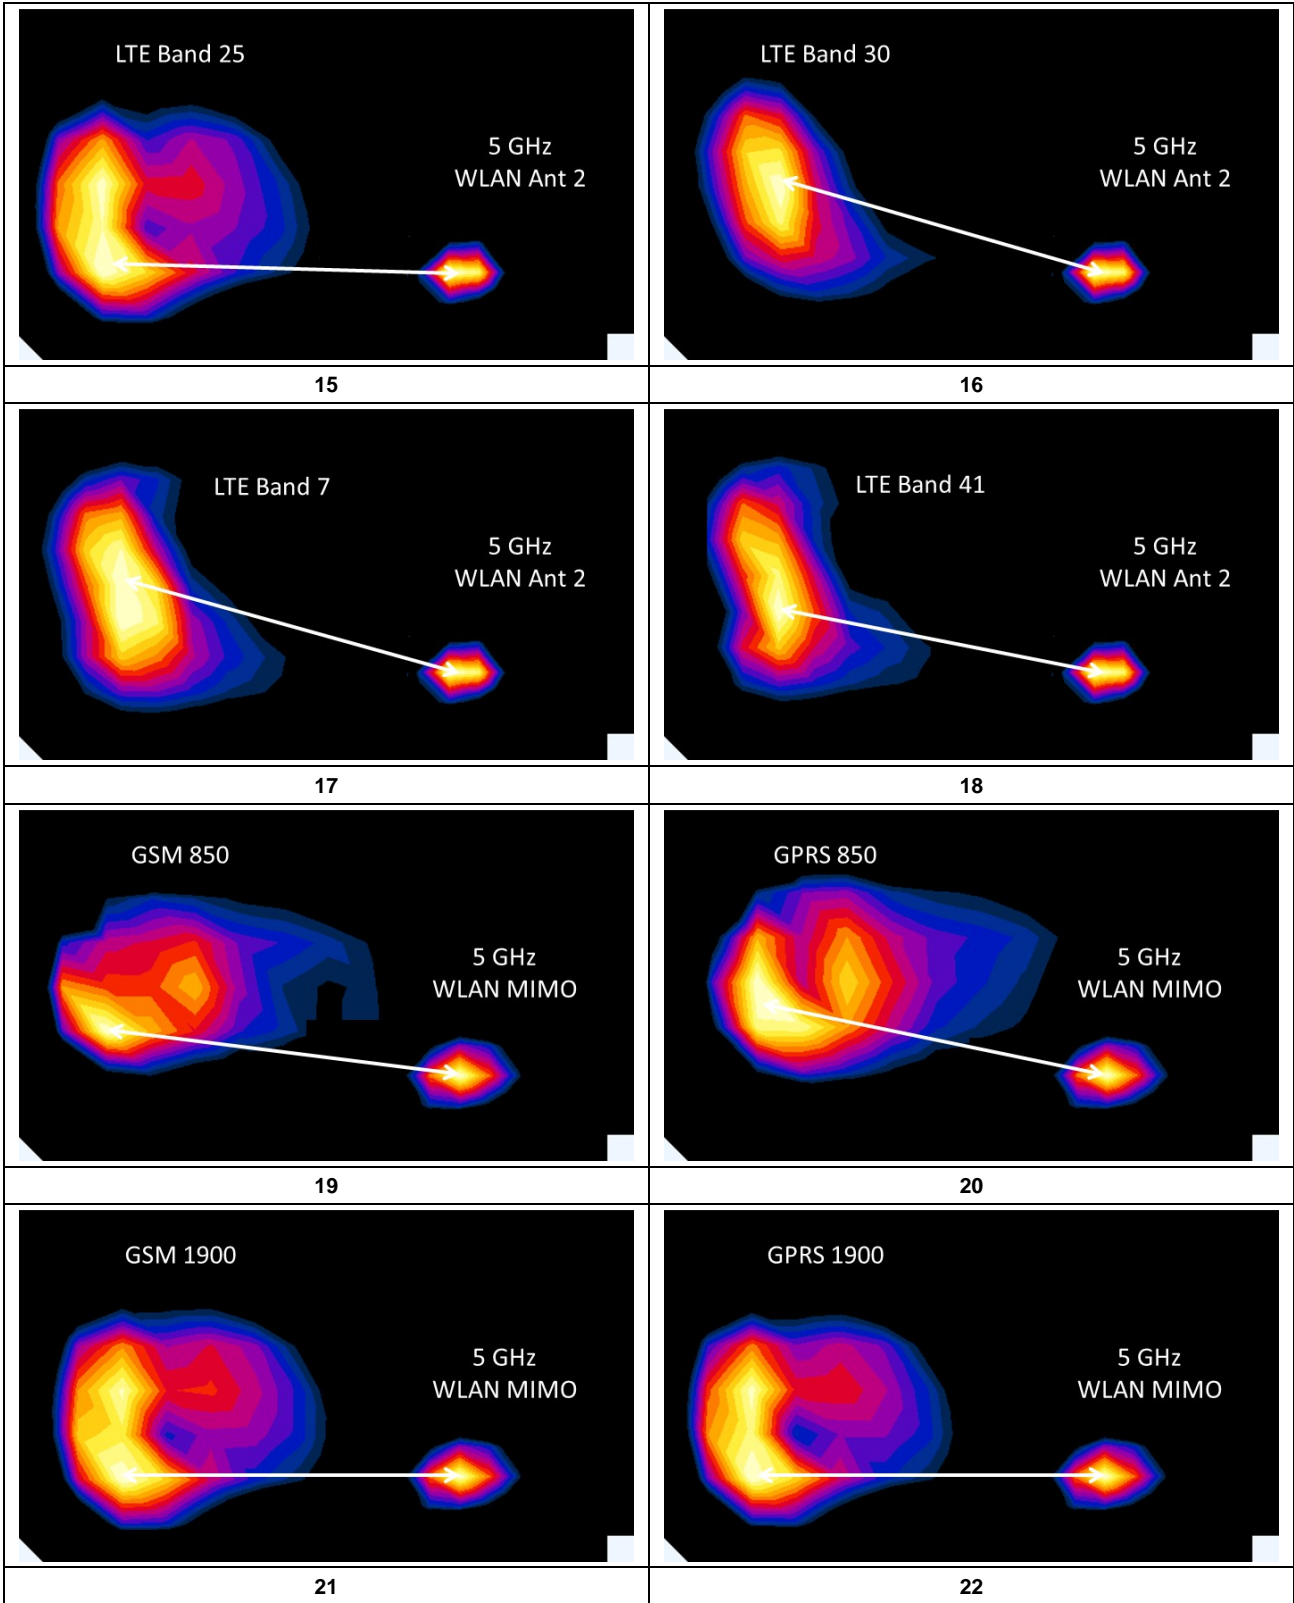 LTE Band 25
5 GHz
WLAN Ant 2
LTE Band 30
5 GHz
WLAN Ant 2
15
16
LTE Band 7
5 GHz
WLAN Ant 2
LTE Band 41
5 GHz
WLAN Ant 2
17
18
GSM 850
5 GHz
WLAN MIMO
GPRS 850
5 GHz
WLAN MIMO
19
20
GSM 1900
5 GHz
WLAN MIMO
GPRS 1900
5 GHz
WLAN MIMO
21
22